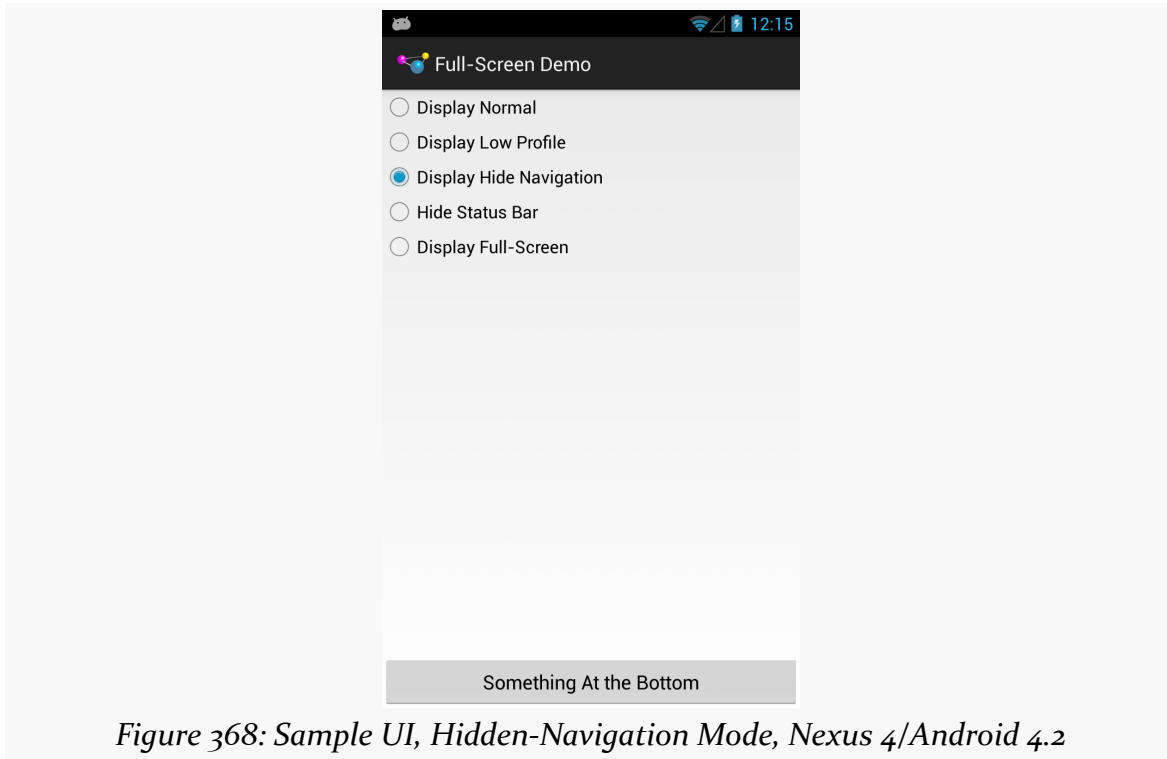 12:15
Full-Screen Demo
Display Normal
Display Low Profile
Display Hide Navigation
Hide Status Bar
Display Full-Screen
Something At the Bottom
Figure 368: Sample UI, Hidden-Navigation Mode, Nexus 4/Android 4.2